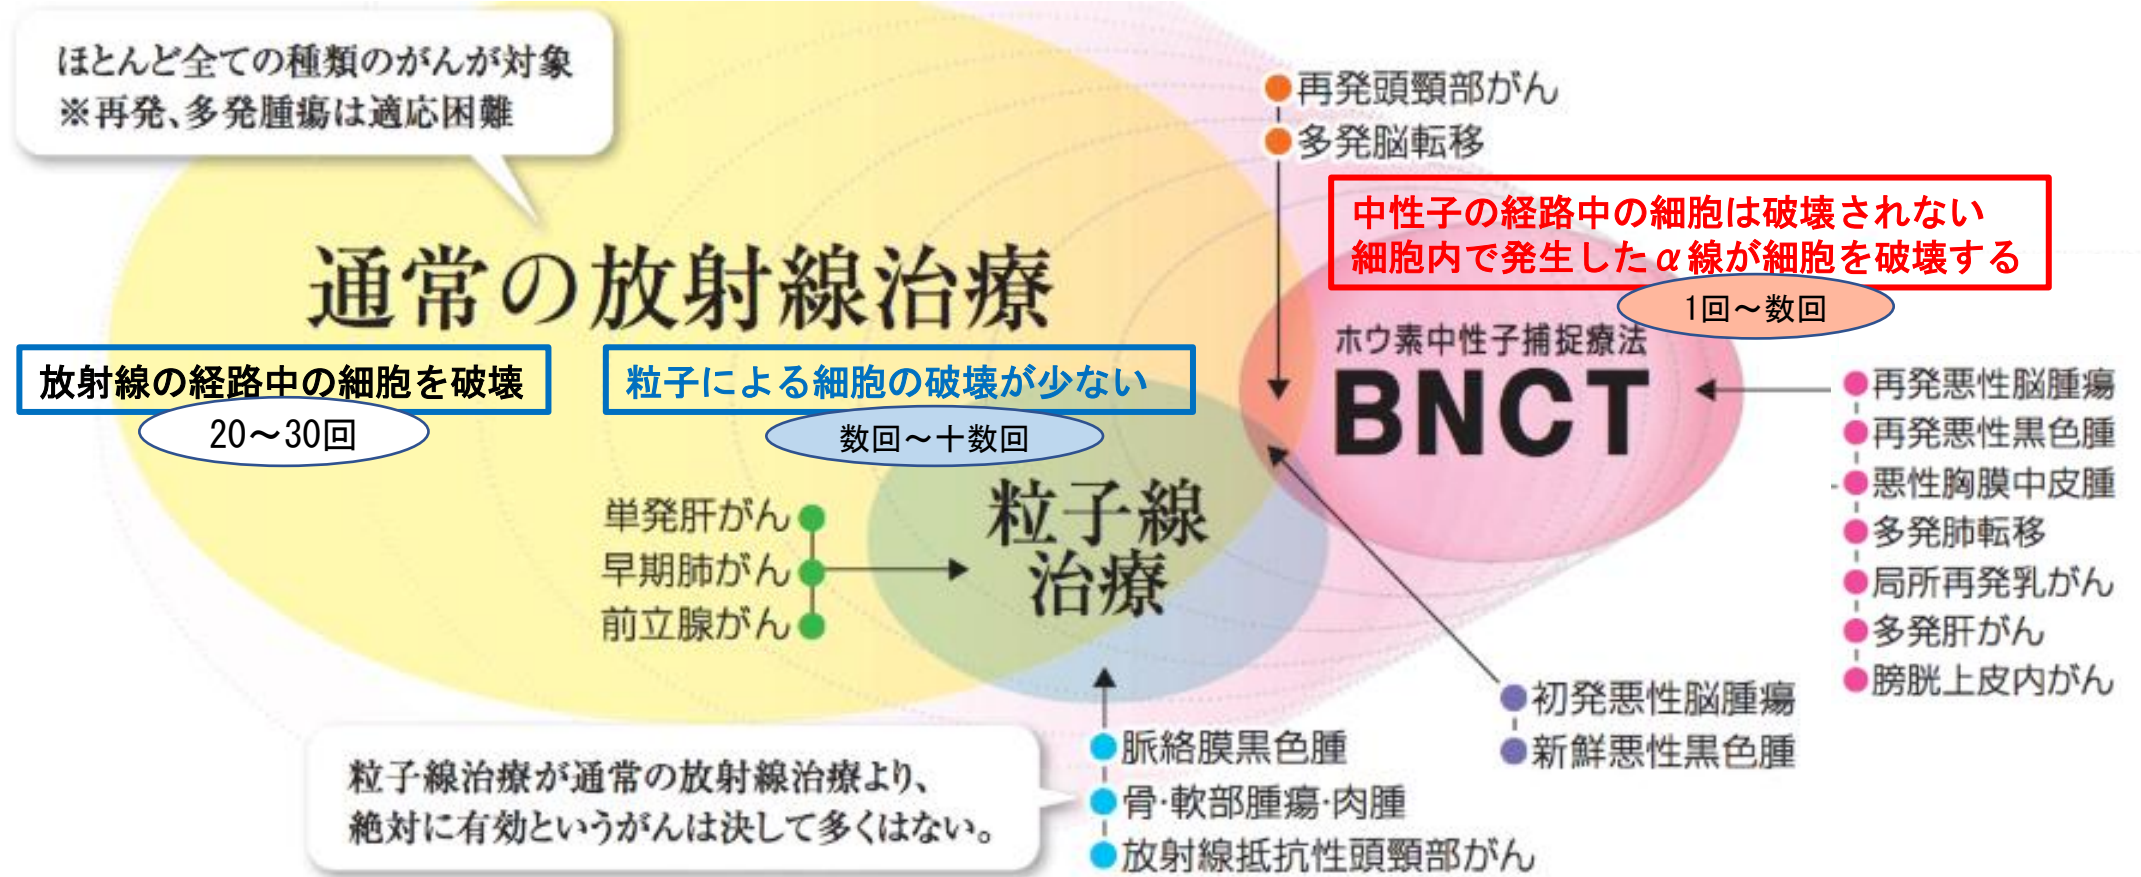 ほとんど全ての種類のがんが対象
※再発、多発腫瘍は適応困難
通常の放射線治療
放射線の経路中の細胞を破壊
20～30回
粒子による細胞の破壊が少ない
数回～十数回
粒子線
治療
単発肝がん
早期肺がん
前立腺がん
再発頭頸部がん
多発脳転移
中性子の経路中の細胞は破壊されない
細胞内で発生したα線が細胞を破壊する
1回～数回
ホウ素中性子捕捉療法
BNCT
再発悪性脳腫瘍
再発悪性黒色腫
悪性胸膜中皮腫
多発肺転移
局所再発乳がん
多発肝がん
膀胱上皮内がん
初発悪性脳腫瘍
新鮮悪性黒色腫
粒子線治療が通常の放射線治療より、
絶対に有効というがんは決して多くはない。
脈絡膜黒色腫
骨・軟部腫瘍・肉腫
放射線抵抗性頭頸部がん